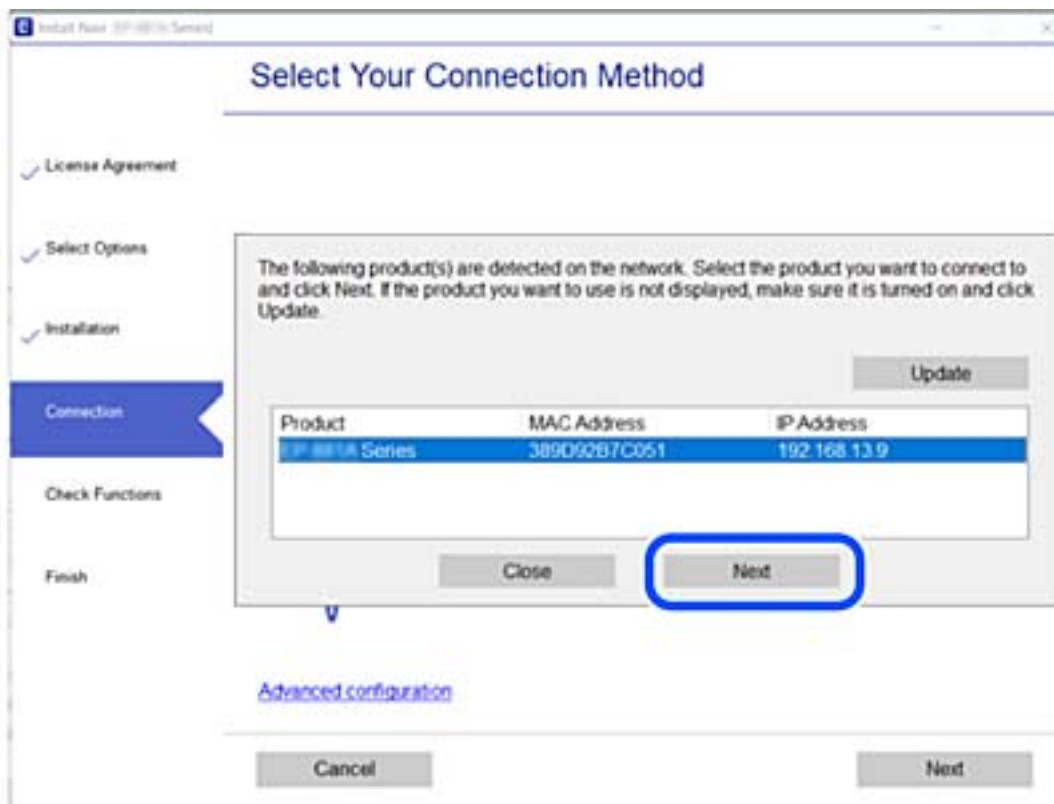 Install Navi
Series]
Select Your Connection Method
License Agreement
Select Options
Installation
Connection
Check Functions
Finish
The following product(s) are detected on the network. Select the product you want to connect to
and click Next. If the product you want to use is not displayed, make sure it is turned on and click
Update.
Update
Product MAC Address IP Address
Series 389D92B7C051 192.168.13.9
Close Next
Advanced configuration
Cancel Next